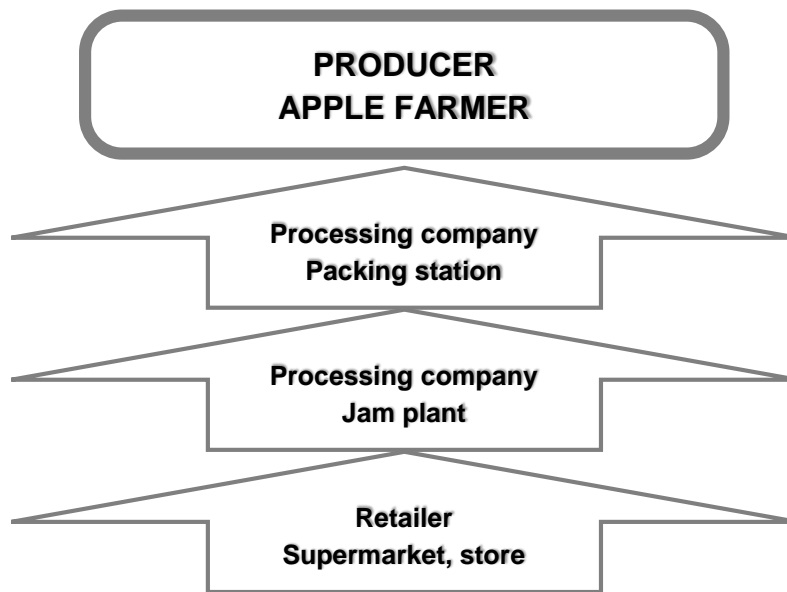 PRODUCER
APPLE FARMER
Processing company
Packing station
Processing company
Jam plant
Retailer
Supermarket, store